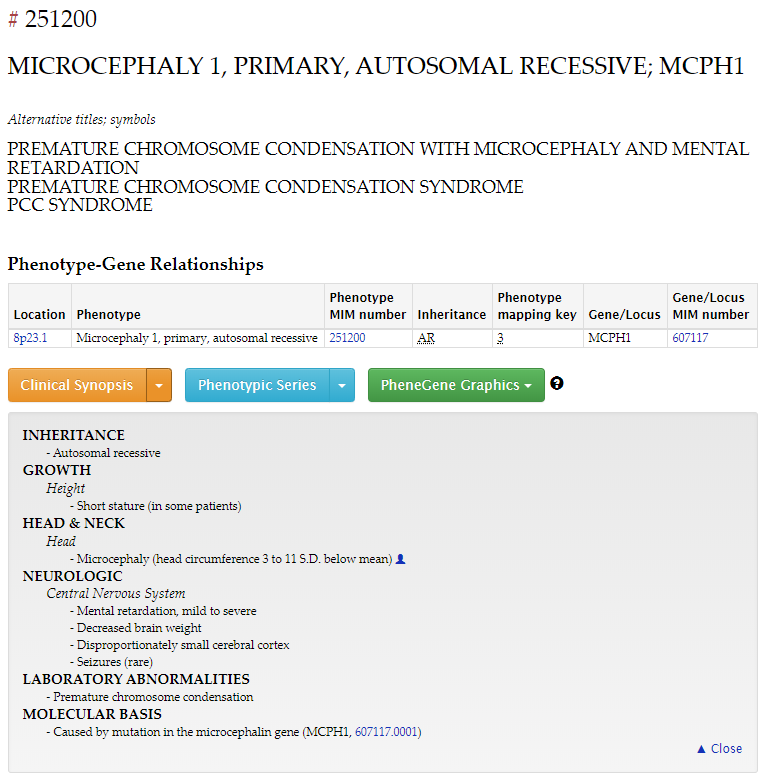 # 251200
MICROCEPHALY 1, PRIMARY, AUTOSOMAL RECESSIVE; MCPH1
Alternative titles; symbols
PREMATURE CHROMOSOME CONDENSATION WITH MICROCEPHALY AND MENTAL
RETARDATION
PREMATURE CHROMOSOME CONDENSATION SYNDROME
PCC SYNDROME
Phenotype-Gene Relationships
Location Phenotype Phenotype MIM number Inheritance Phenotype mapping key Gene/Locus Gene/Locus MIM number
8p23.1 Microcephaly 1, primary, autosomal recessive 251200 AR 3 MCPH1 607117
Clinical Synopsis Phenotypic Series PheneGene Graphics ?
INHERITANCE
- Autosomal recessive
GROWTH
Height
- Short stature (in some patients)
HEAD & NECK
Head
- Microcephaly (head circumference 3 to 11 S.D. below mean)
NEUROLOGIC
Central Nervous System
- Mental retardation, mild to severe
- Decreased brain weight
- Disproportionately small cerebral cortex
- Seizures (rare)
LABORATORY ABNORMALITIES
- Premature chromosome condensation
MOLECULAR BASIS
- Caused by mutation in the microcephalin gene (MCPH1, 607117.0001)
▲ Close